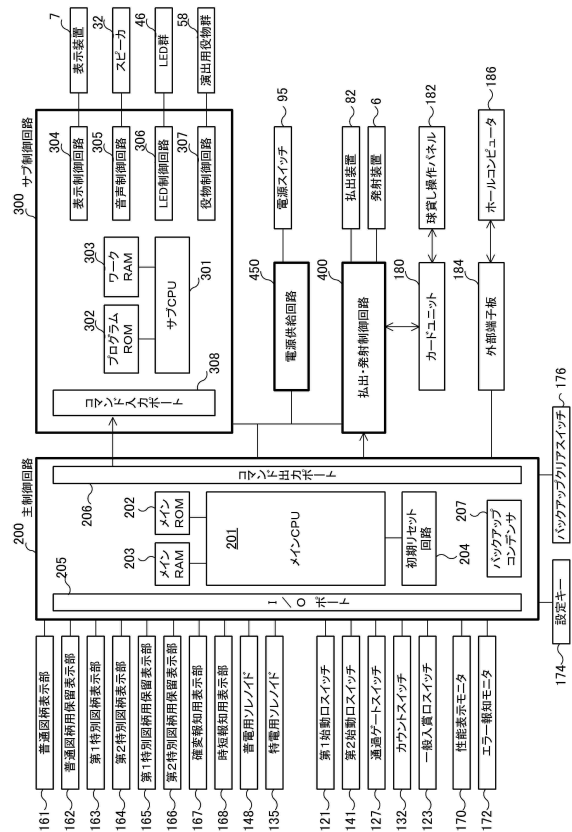 200 主制御回路
205
I/Oポート
203
メイン
RAM
202
メイン
ROM
206
コマンド出力ポート
201
メインCPU
初期リセット
回路
204
207
バックアップ
コンデンサ
161 普通図柄表示部
162 普通図柄用保留表示部
163 第1特別図柄表示部
164 第2特別図柄表示部
165 第1特別図柄用保留表示部
166 第2特別図柄用保留表示部
167 確変報知用表示部
168 時短報知用表示部
148 普電用ソレノイド
135 特電用ソレノイド
121 第1始動口スイッチ
141 第2始動口スイッチ
127 通過ゲートスイッチ
132 カウントスイッチ
123 一般入賞口スイッチ
170 性能表示モニタ
172 エラー報知モニタ
174 設定キー
バックアップクリアスイッチ 176
300 サブ制御回路
308
コマンド入力ポート
302
プログラム
ROM
303
ワーク
RAM
サブCPU
301
304
表示制御回路
305
音声制御回路
306
LED制御回路
307
役物制御回路
表示装置 7
スピーカ 32
LED群 46
演出用役物群 58
450
電源供給回路
電源スイッチ 95
400
払出・発射制御回路
払出装置 82
発射装置 6
180
カードユニット
球貸し操作パネル 182
184
外部端子板
ホールコンピュータ 186